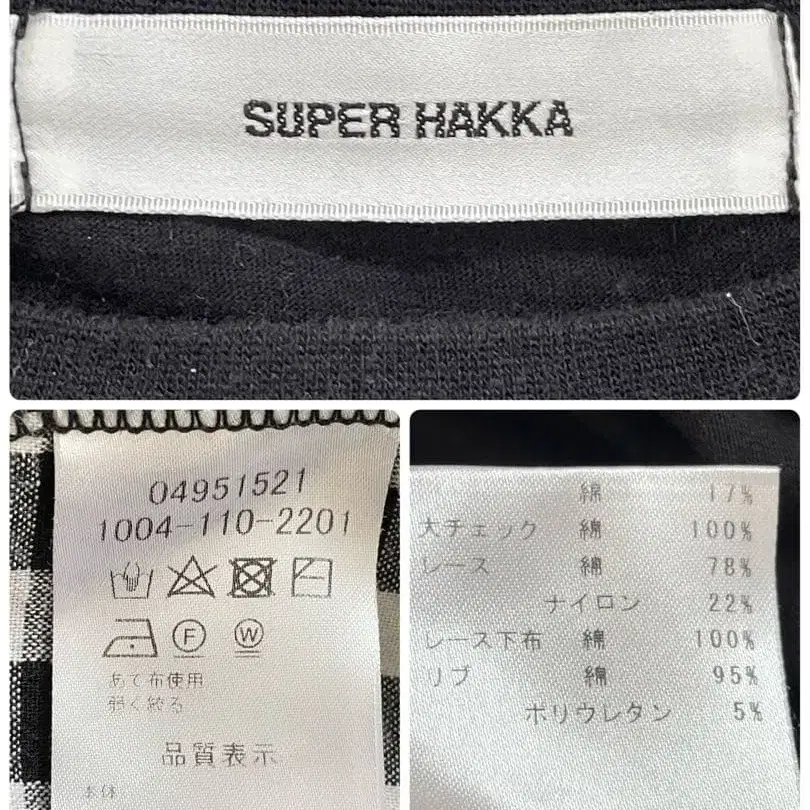 SUPER HAKKA
04951521
1004-110-2201
F W
あて布使用
弱く絞る
品質表示
本体
綿 17%
大チェック 綿 100%
レース 綿 78%
ナイロン 22%
レース下布 綿 100%
リブ 綿 95%
ポリウレタン 5%